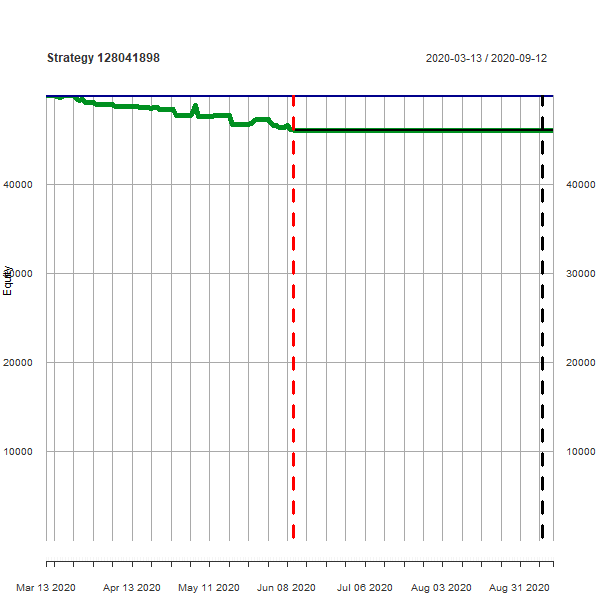 Strategy 128041898
2020-03-13 / 2020-09-12
40000
40000
Equity
30000
20000
20000
10000
10000
Mar 13 2020
Apr 13 2020
May 11 2020
Jun 08 2020
Jul 06 2020
Aug 03 2020
Aug 31 2020